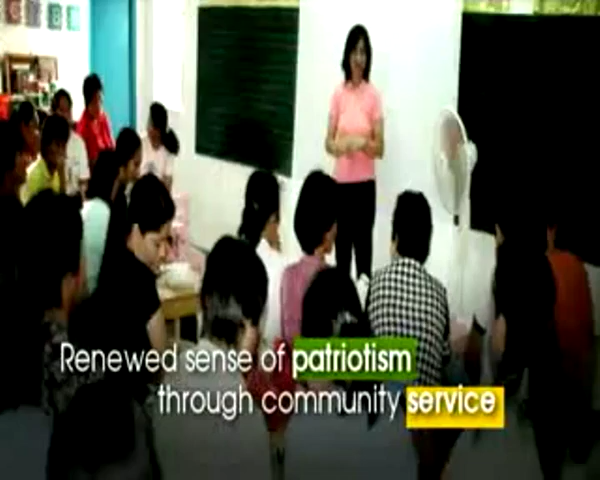 Renewed sense of patriotism
through community service